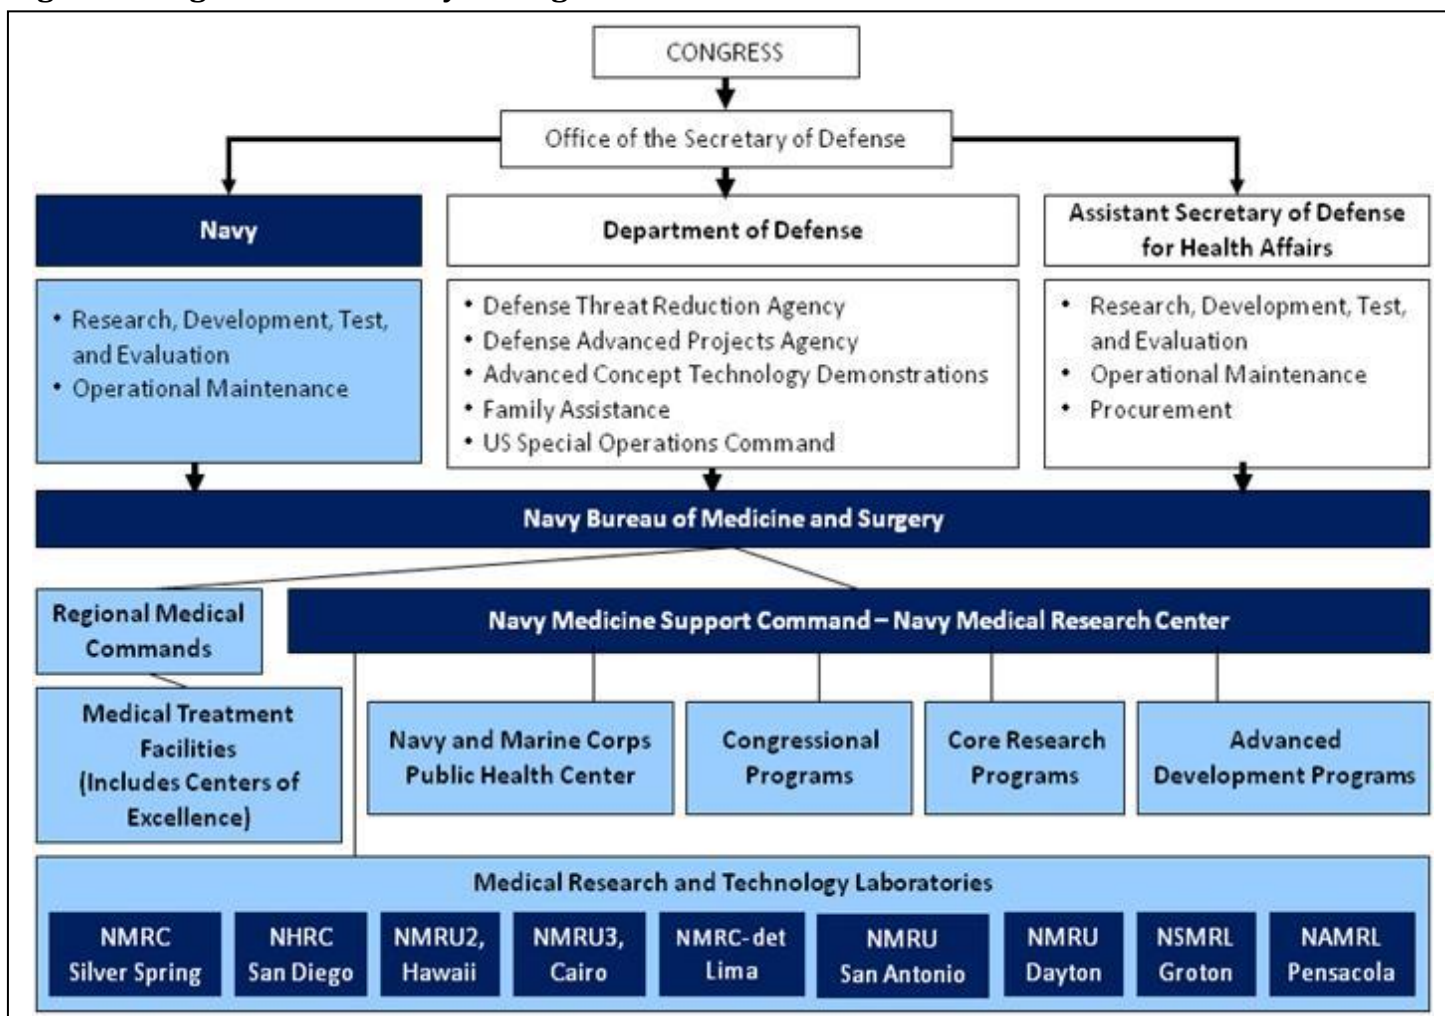 CONGRESS
Office of the Secretary of Defense
Navy
Department of Defense
Assistant Secretary of Defense
for Health Affairs
• Research, Development, Test,
and Evaluation
• Operational Maintenance
• Defense Threat Reduction Agency
• Defense Advanced Projects Agency
• Advanced Concept Technology Demonstrations
• Family Assistance
• US Special Operations Command
• Research, Development, Test,
and Evaluation
• Operational Maintenance
• Procurement
Navy Bureau of Medicine and Surgery
Regional Medical
Commands
Navy Medicine Support Command – Navy Medical Research Center
Medical Treatment
Facilities
(Includes Centers of
Excellence)
Navy and Marine Corps
Public Health Center
Congressional
Programs
Core Research
Programs
Advanced
Development Programs
Medical Research and Technology Laboratories
NMRC
Silver Spring
NHRC
San Diego
NMRU2,
Hawaii
NMRU3,
Cairo
NMRC-det
Lima
NMRU
San Antonio
NMRU
Dayton
NSMRL
Groton
NAMRL
Pensacola